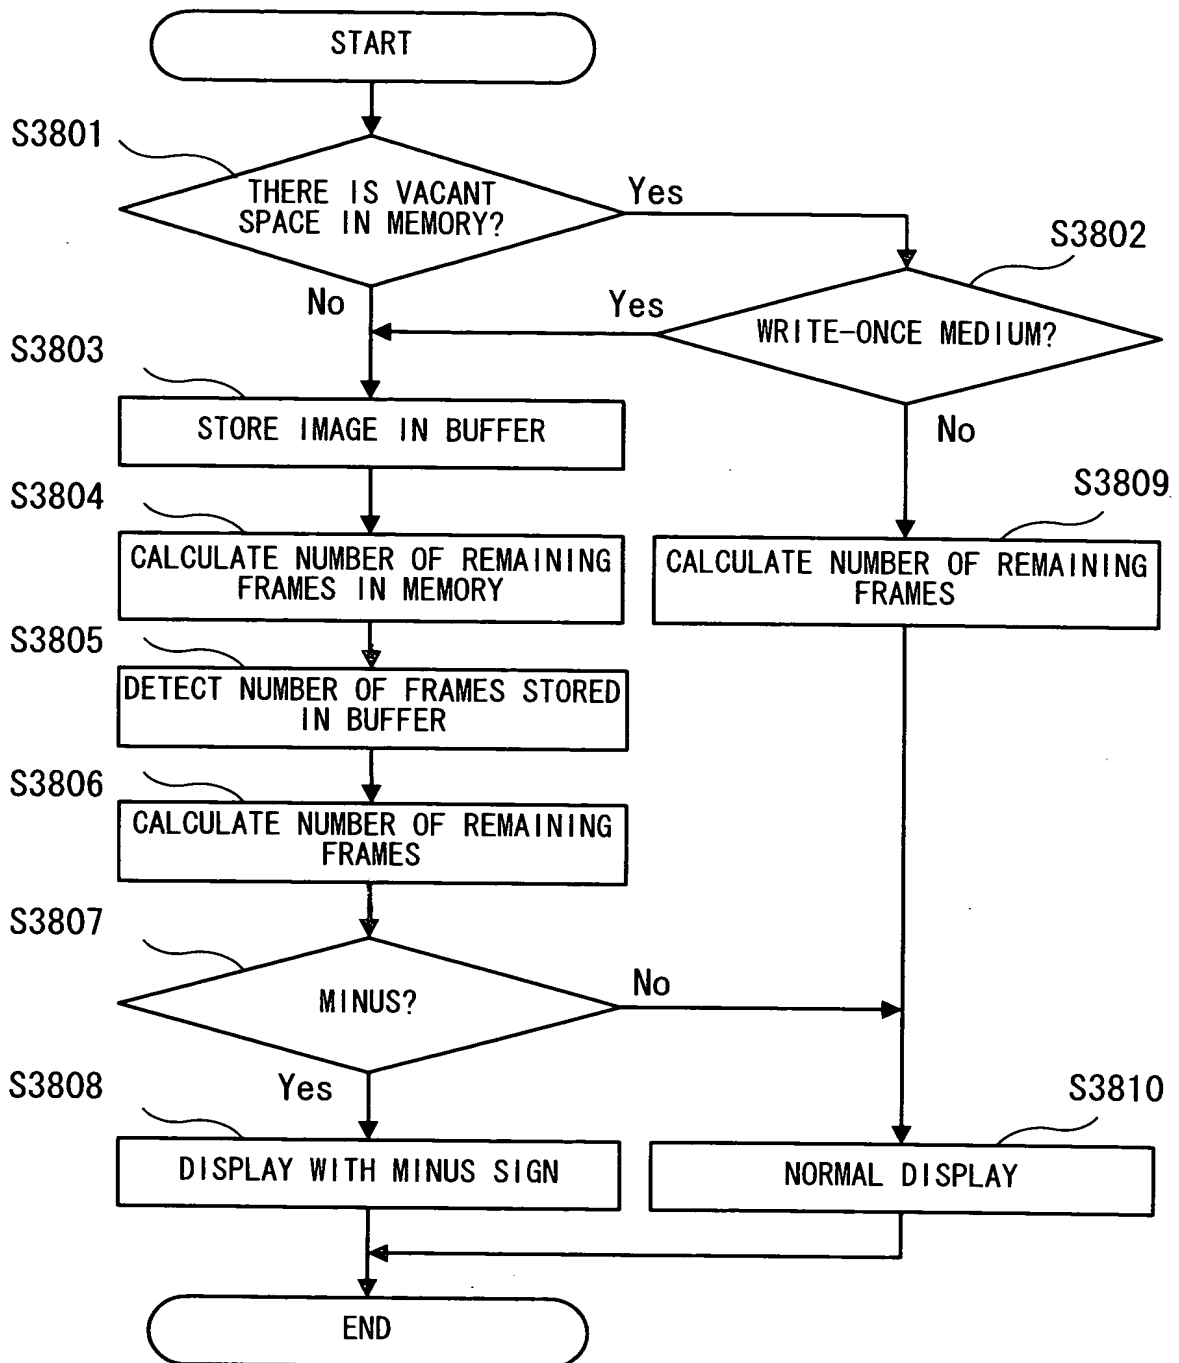 START
S3801
THERE IS VACANT
SPACE IN MEMORY?
Yes
S3802
No
Yes
WRITE-ONCE MEDIUM?
S3803
STORE IMAGE IN BUFFER
No
S3804
S3809
CALCULATE NUMBER OF REMAINING
FRAMES IN MEMORY
CALCULATE NUMBER OF REMAINING
FRAMES
S3805
DETECT NUMBER OF FRAMES STORED
IN BUFFER
S3806
CALCULATE NUMBER OF REMAINING
FRAMES
S3807
MINUS?
No
S3808
Yes
S3810
DISPLAY WITH MINUS SIGN
NORMAL DISPLAY
END